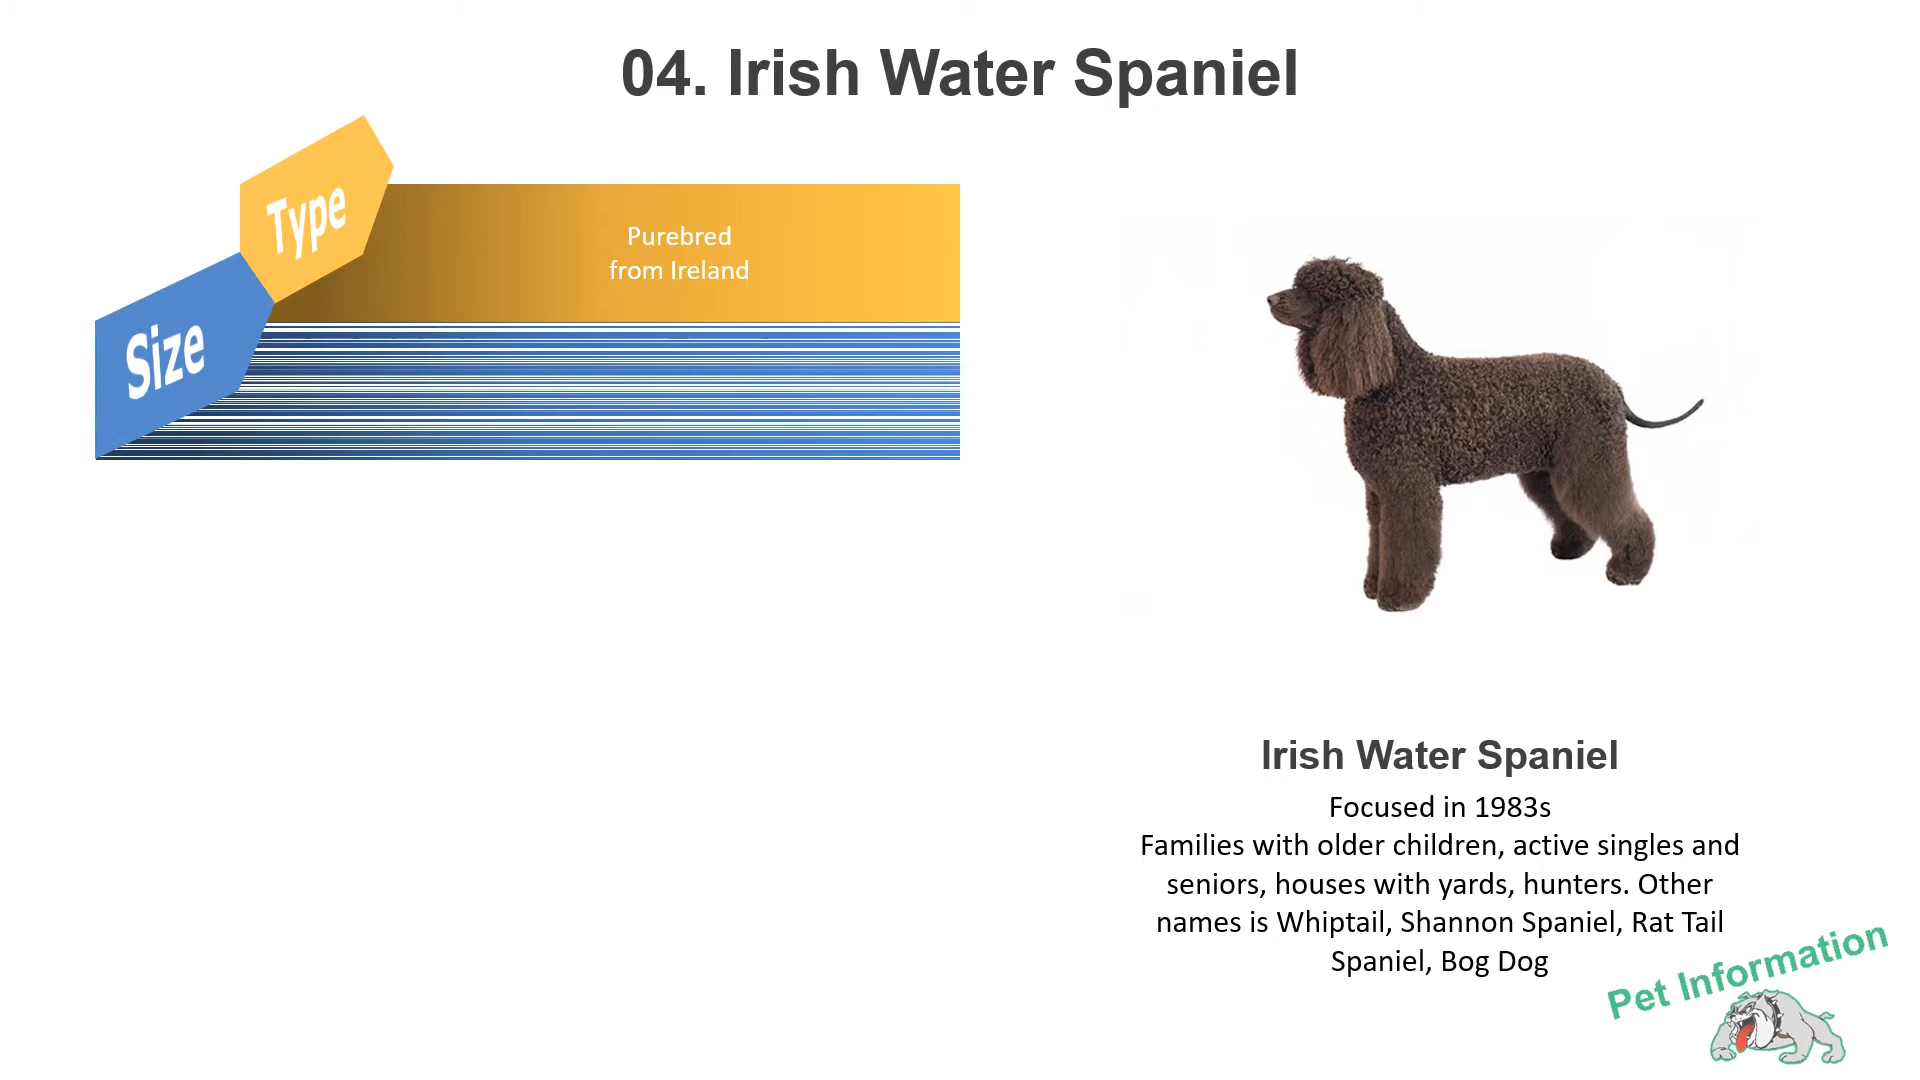 04. Irish Water Spaniel
Type
Purebred
from Ireland
Size
Irish Water Spaniel
Focused in 1983s
Families with older children, active singles and
seniors, houses with yards, hunters. Other
names is Whiptail, Shannon Spaniel, Rat Tail
Spaniel, Bog Dog
Pet Information